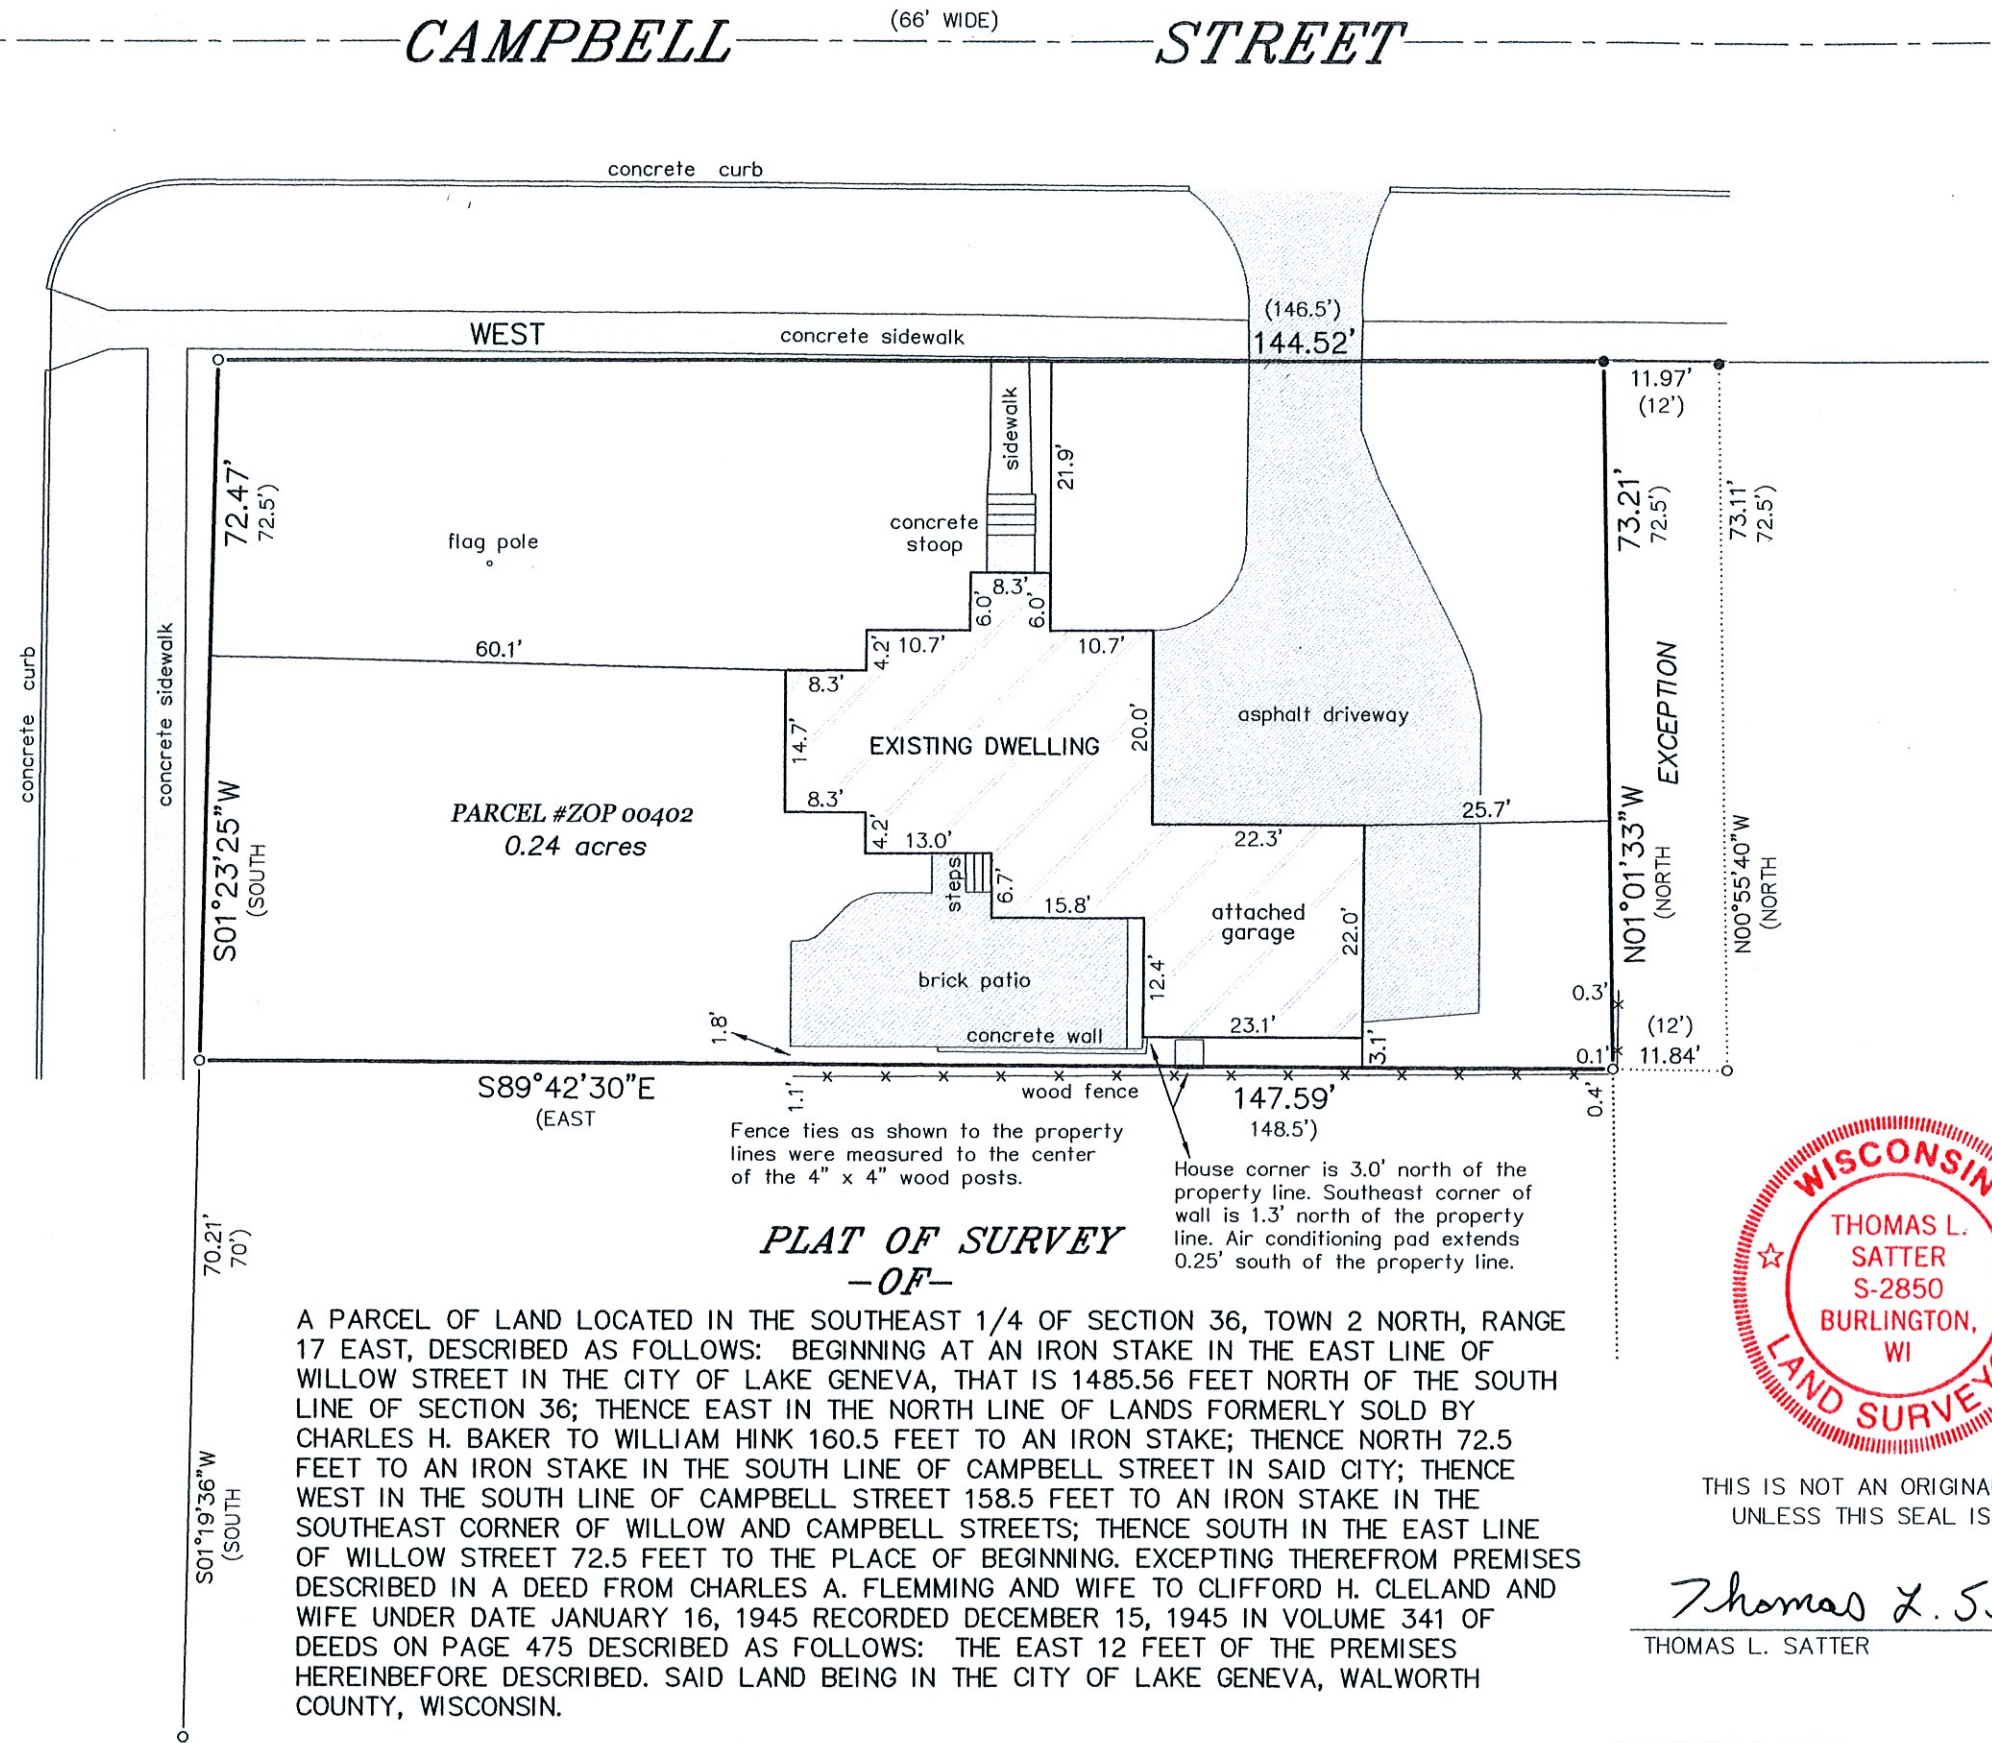 (66' WIDE)
CAMPBELL STREET
concrete curb
(146.5')
WEST
concrete sidewalk
144.52'
11.97'
(12')
sidewalk
21.9'
72.47'
72.5')
73.21'
72.5')
73.11'
72.5')
concrete
stoop
flag pole
8.3'
6.0'
6.0'
60.1'
4.2'
10.7'
10.7'
8.3'
concrete curb
concrete sidewalk
14.7'
EXISTING DWELLING
20.0'
asphalt driveway
EXCEPTION
8.3'
PARCEL #ZOP 00402
0.24 acres
4.2'
13.0'
22.3'
25.7'
S01°23'25"W
(SOUTH
steps
6.7'
15.8'
attached
garage
22.0'
N01°01'33"W
(NORTH
N00°55'40"W
(NORTH
brick patio
12.4'
0.3'
1.8'
concrete wall
23.1'
3.1'
(12')
0.1'
11.84'
S89°42'30"E
(EAST
1.1'
wood fence
147.59'
148.5')
0.4'
Fence ties as shown to the property
lines were measured to the center
of the 4" x 4" wood posts.
House corner is 3.0' north of the
property line. Southeast corner of
wall is 1.3' north of the property
line. Air conditioning pad extends
0.25' south of the property line.
70.21'
70')
S01°19'36"W
(SOUTH
PLAT OF SURVEY
-OF-
A PARCEL OF LAND LOCATED IN THE SOUTHEAST 1/4 OF SECTION 36, TOWN 2 NORTH, RANGE
17 EAST, DESCRIBED AS FOLLOWS: BEGINNING AT AN IRON STAKE IN THE EAST LINE OF
WILLOW STREET IN THE CITY OF LAKE GENEVA, THAT IS 1485.56 FEET NORTH OF THE SOUTH
LINE OF SECTION 36; THENCE EAST IN THE NORTH LINE OF LANDS FORMERLY SOLD BY
CHARLES H. BAKER TO WILLIAM HINK 160.5 FEET TO AN IRON STAKE; THENCE NORTH 72.5
FEET TO AN IRON STAKE IN THE SOUTH LINE OF CAMPBELL STREET IN SAID CITY; THENCE
WEST IN THE SOUTH LINE OF CAMPBELL STREET 158.5 FEET TO AN IRON STAKE IN THE
SOUTHEAST CORNER OF WILLOW AND CAMPBELL STREETS; THENCE SOUTH IN THE EAST LINE
OF WILLOW STREET 72.5 FEET TO THE PLACE OF BEGINNING. EXCEPTING THEREFROM PREMISES
DESCRIBED IN A DEED FROM CHARLES A. FLEMMING AND WIFE TO CLIFFORD H. CLELAND AND
WIFE UNDER DATE JANUARY 16, 1945 RECORDED DECEMBER 15, 1945 IN VOLUME 341 OF
DEEDS ON PAGE 475 DESCRIBED AS FOLLOWS: THE EAST 12 FEET OF THE PREMISES
HEREINBEFORE DESCRIBED. SAID LAND BEING IN THE CITY OF LAKE GENEVA, WALWORTH
COUNTY, WISCONSIN.
WISCONSIN
THOMAS L.
SATTER
S-2850
BURLINGTON,
WI
LAND SURVEY
THIS IS NOT AN ORIGINA
UNLESS THIS SEAL IS
Thomas L. S
THOMAS L. SATTER